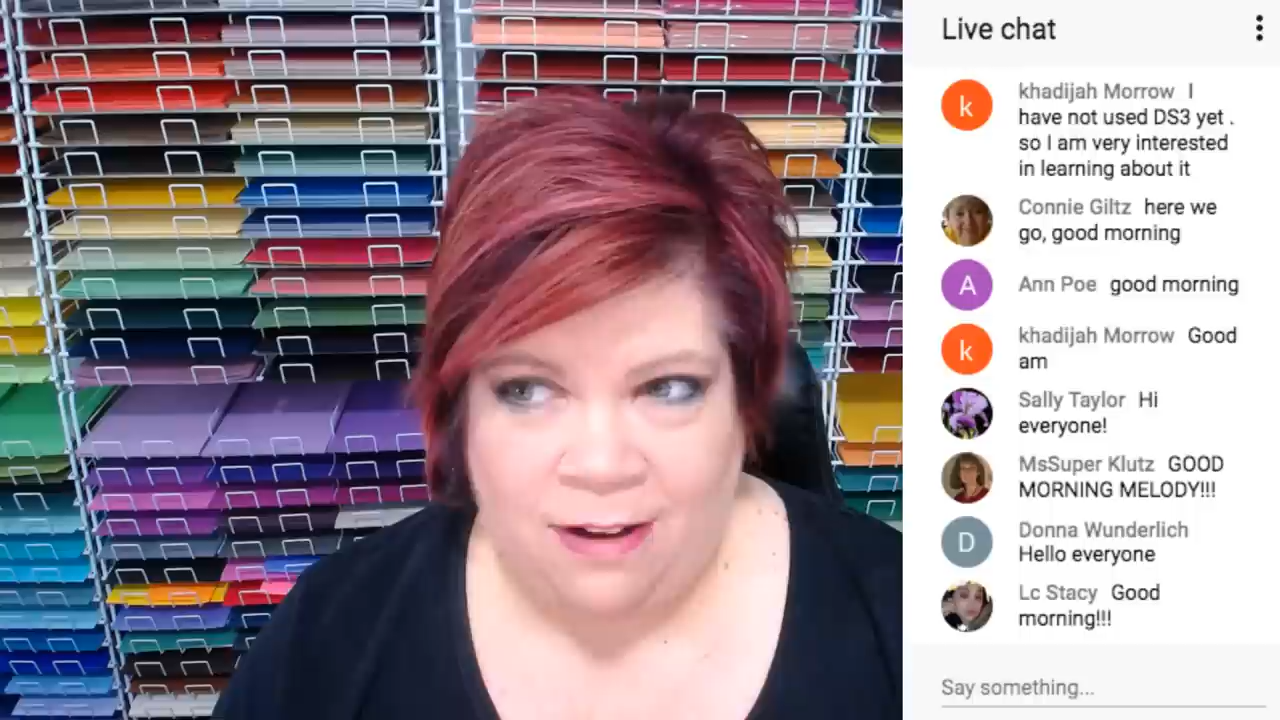 Live chat
k
khadijah Morrow I
have not used DS3 yet .
so I am very interested
in learning about it
Connie Giltz here we
go, good morning
A
Ann Poe good morning
k
khadijah Morrow Good
am
Sally Taylor Hi
everyone!
MsSuper Klutz GOOD
MORNING MELODY!!!
D
Donna Wunderlich
Hello everyone
Lc Stacy Good
morning!!!
Say something...